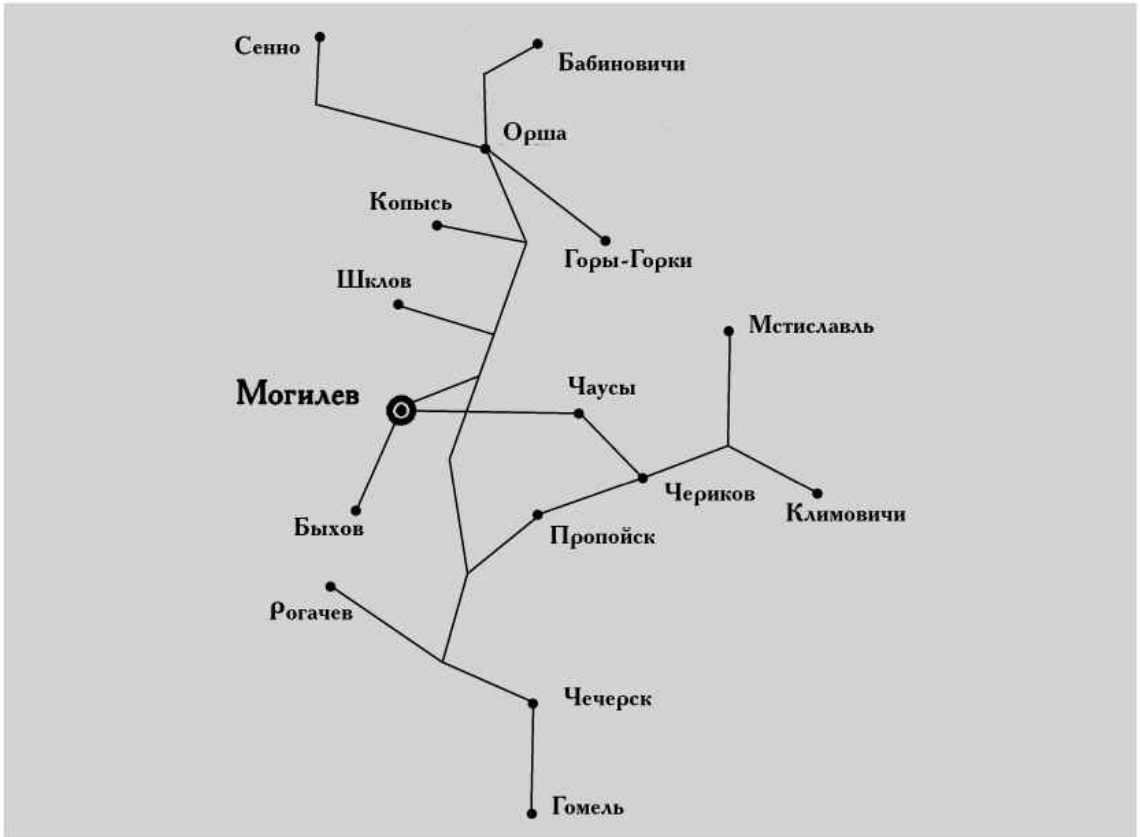 Сенно
Бабиновичи
Орша
Копысь
Горы-Горки
Шклов
Мстиславль
Могилев
Чаусы
Чериков
Климовичи
Быхов
Пропойск
Рогачев
Чечерск
Гомель